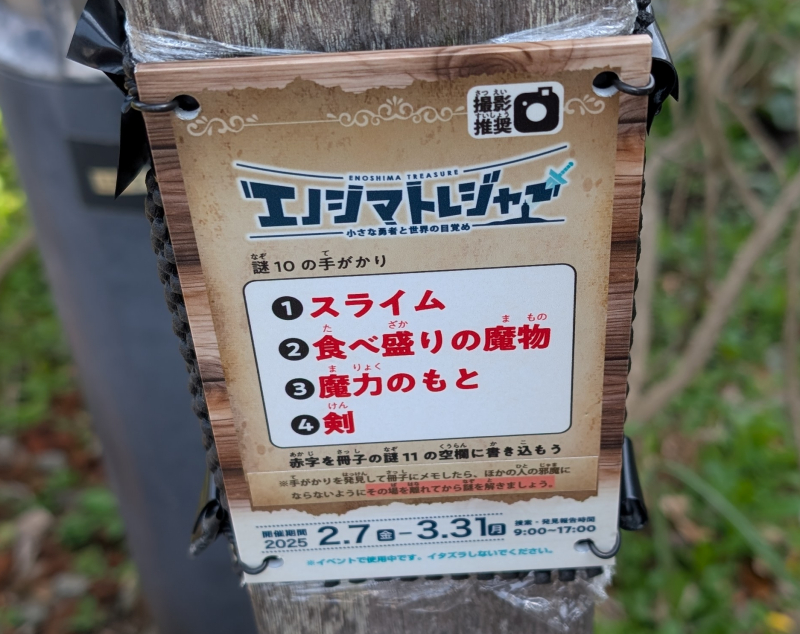 撮影
推奨
ENOSHIMA TREASURE
エノシマトレジャー
小さな勇者と世界の目覚め
謎10の手がかり
❶スライム
❷食べ盛りの魔物
❸魔力のもと
❹剣
赤字を冊子の謎11の空欄に書き込もう
※手がかりを発見して冊子にメモしたら、ほかの人の邪魔に
ならないようにその場を離れてから謎を解きましょう。
開催期間
2025 2.7金-3.31月
捜索・発見報告時間
9:00~17:00
※イベントで使用中です。イタズラしないでください。